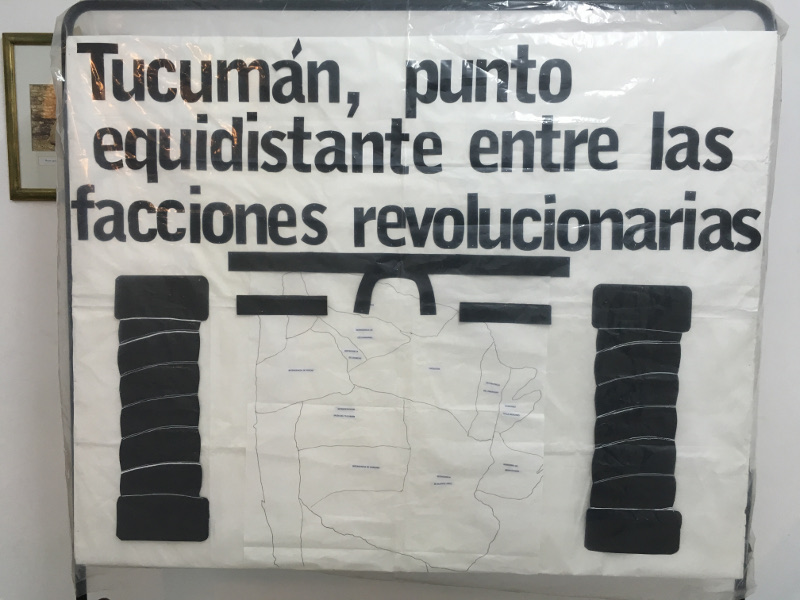 Tucumán, punto
equidistante entre las
facciones revolucionarias